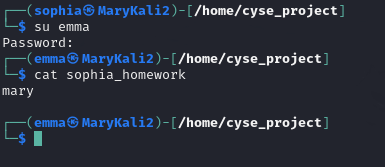 ┌──(sophia㉿MaryKali2)-[/home/cyse_project]
└─$ su emma
Password:
┌──(emma㉿MaryKali2)-[/home/cyse_project]
└─$ cat sophia_homework
mary

┌──(emma㉿MaryKali2)-[/home/cyse_project]
└─$